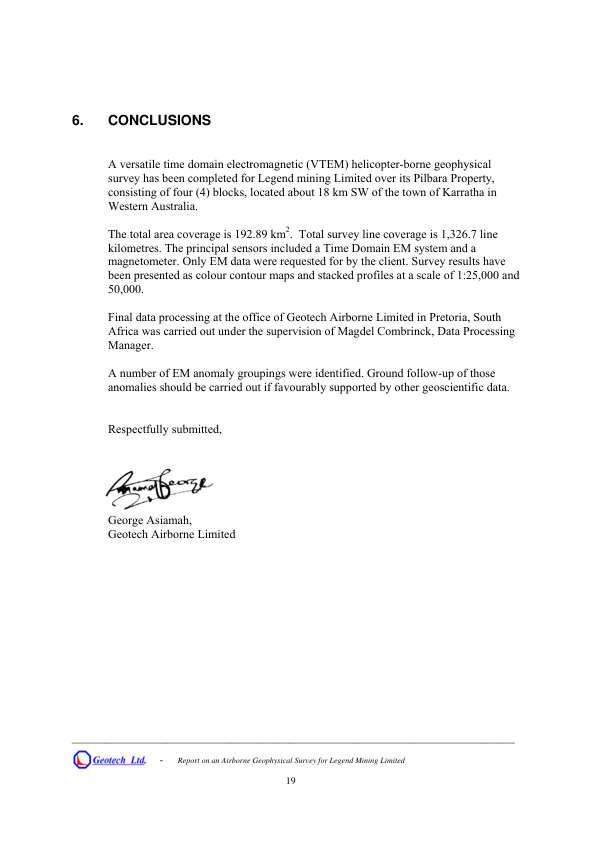 6. CONCLUSIONS
A versatile time domain electromagnetic (VTEM) helicopter-borne geophysical
survey has been completed for Legend mining Limited over its Pilbara Property,
consisting of four (4) blocks, located about 18 km SW of the town of Karratha in
Western Australia.
The total area coverage is 192.89 km². Total survey line coverage is 1,326.7 line
kilometres. The principal sensors included a Time Domain EM system and a
magnetometer. Only EM data were requested for by the client. Survey results have
been presented as colour contour maps and stacked profiles at a scale of 1:25,000 and
50,000.
Final data processing at the office of Geotech Airborne Limited in Pretoria, South
Africa was carried out under the supervision of Magdel Combrinck, Data Processing
Manager.
A number of EM anomaly groupings were identified. Ground follow-up of those
anomalies should be carried out if favourably supported by other geoscientific data.
Respectfully submitted,
George Asiamah,
Geotech Airborne Limited
Geotech Ltd. - Report on an Airborne Geophysical Survey for Legend Mining Limited
19